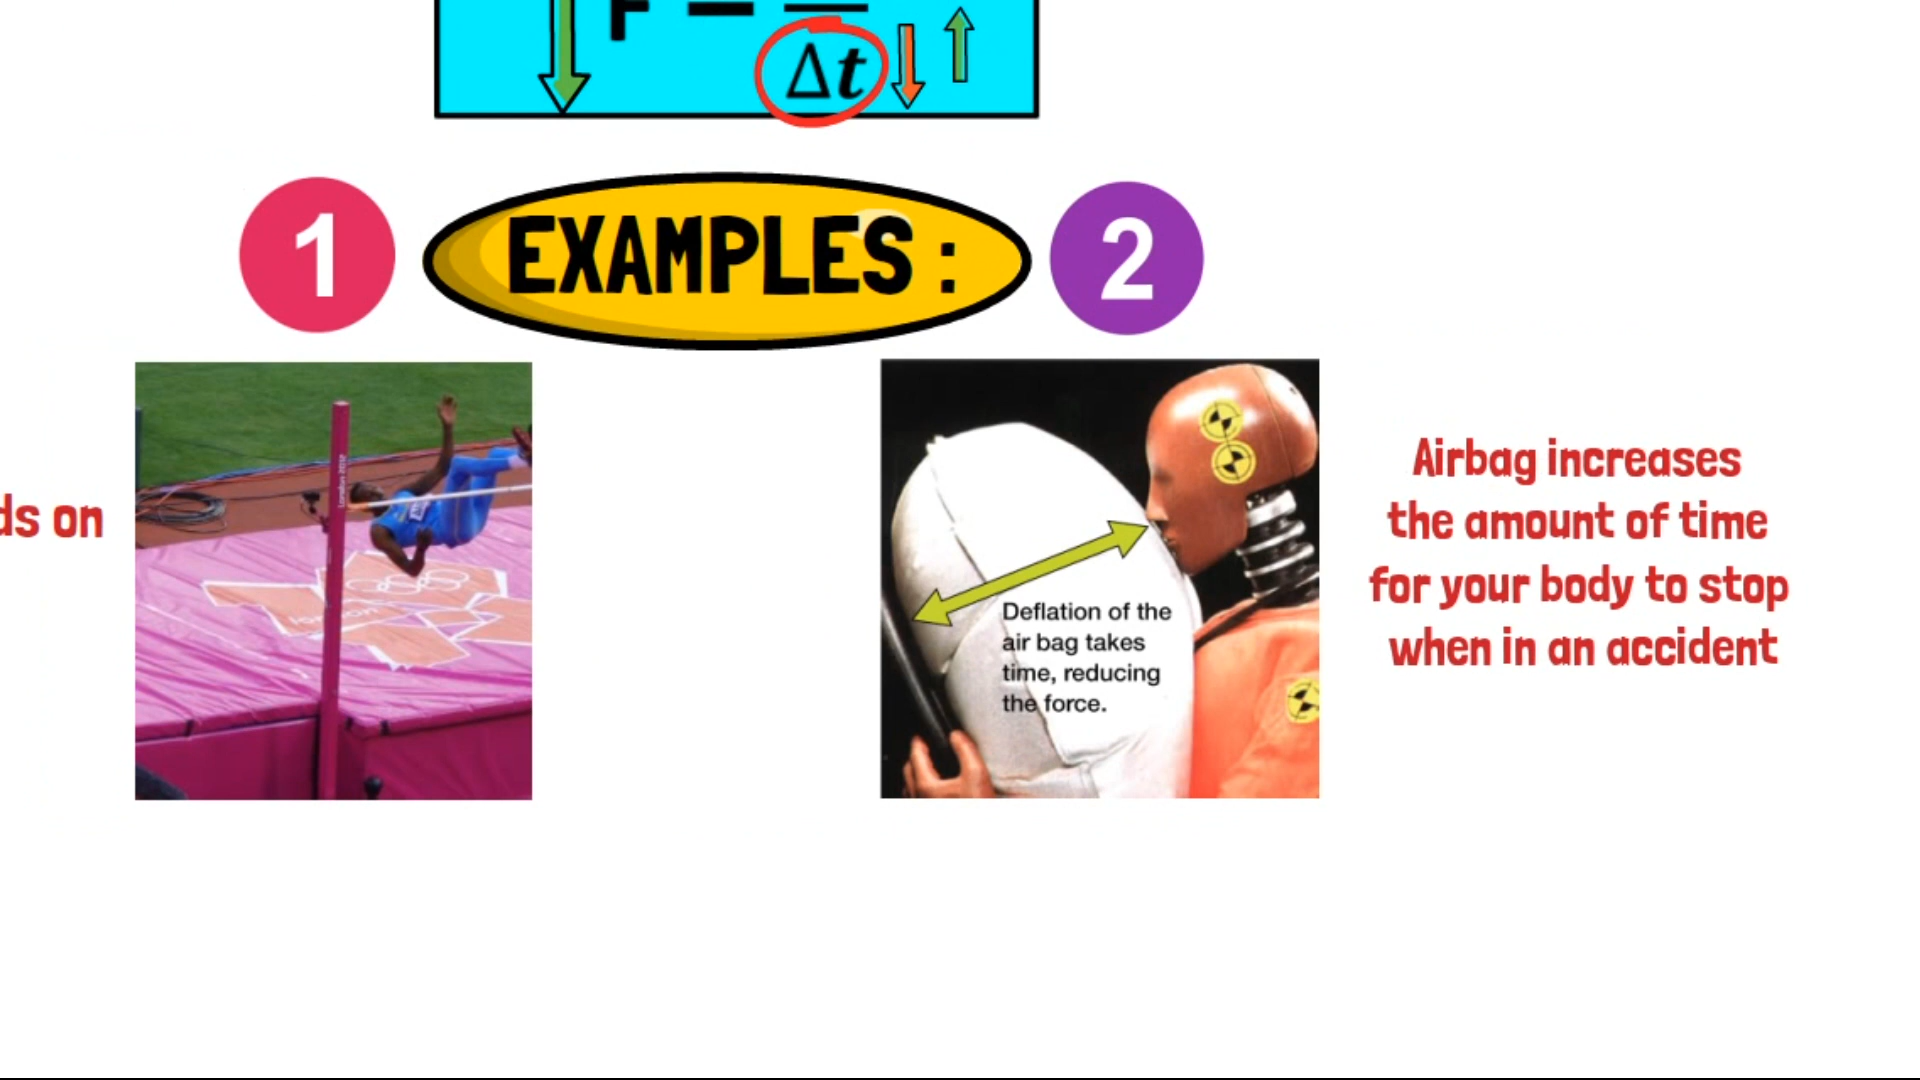 F =
Δt
1
EXAMPLES :
2
ds on
Airbag increases
the amount of time
for your body to stop
when in an accident
Deflation of the
air bag takes
time, reducing
the force.